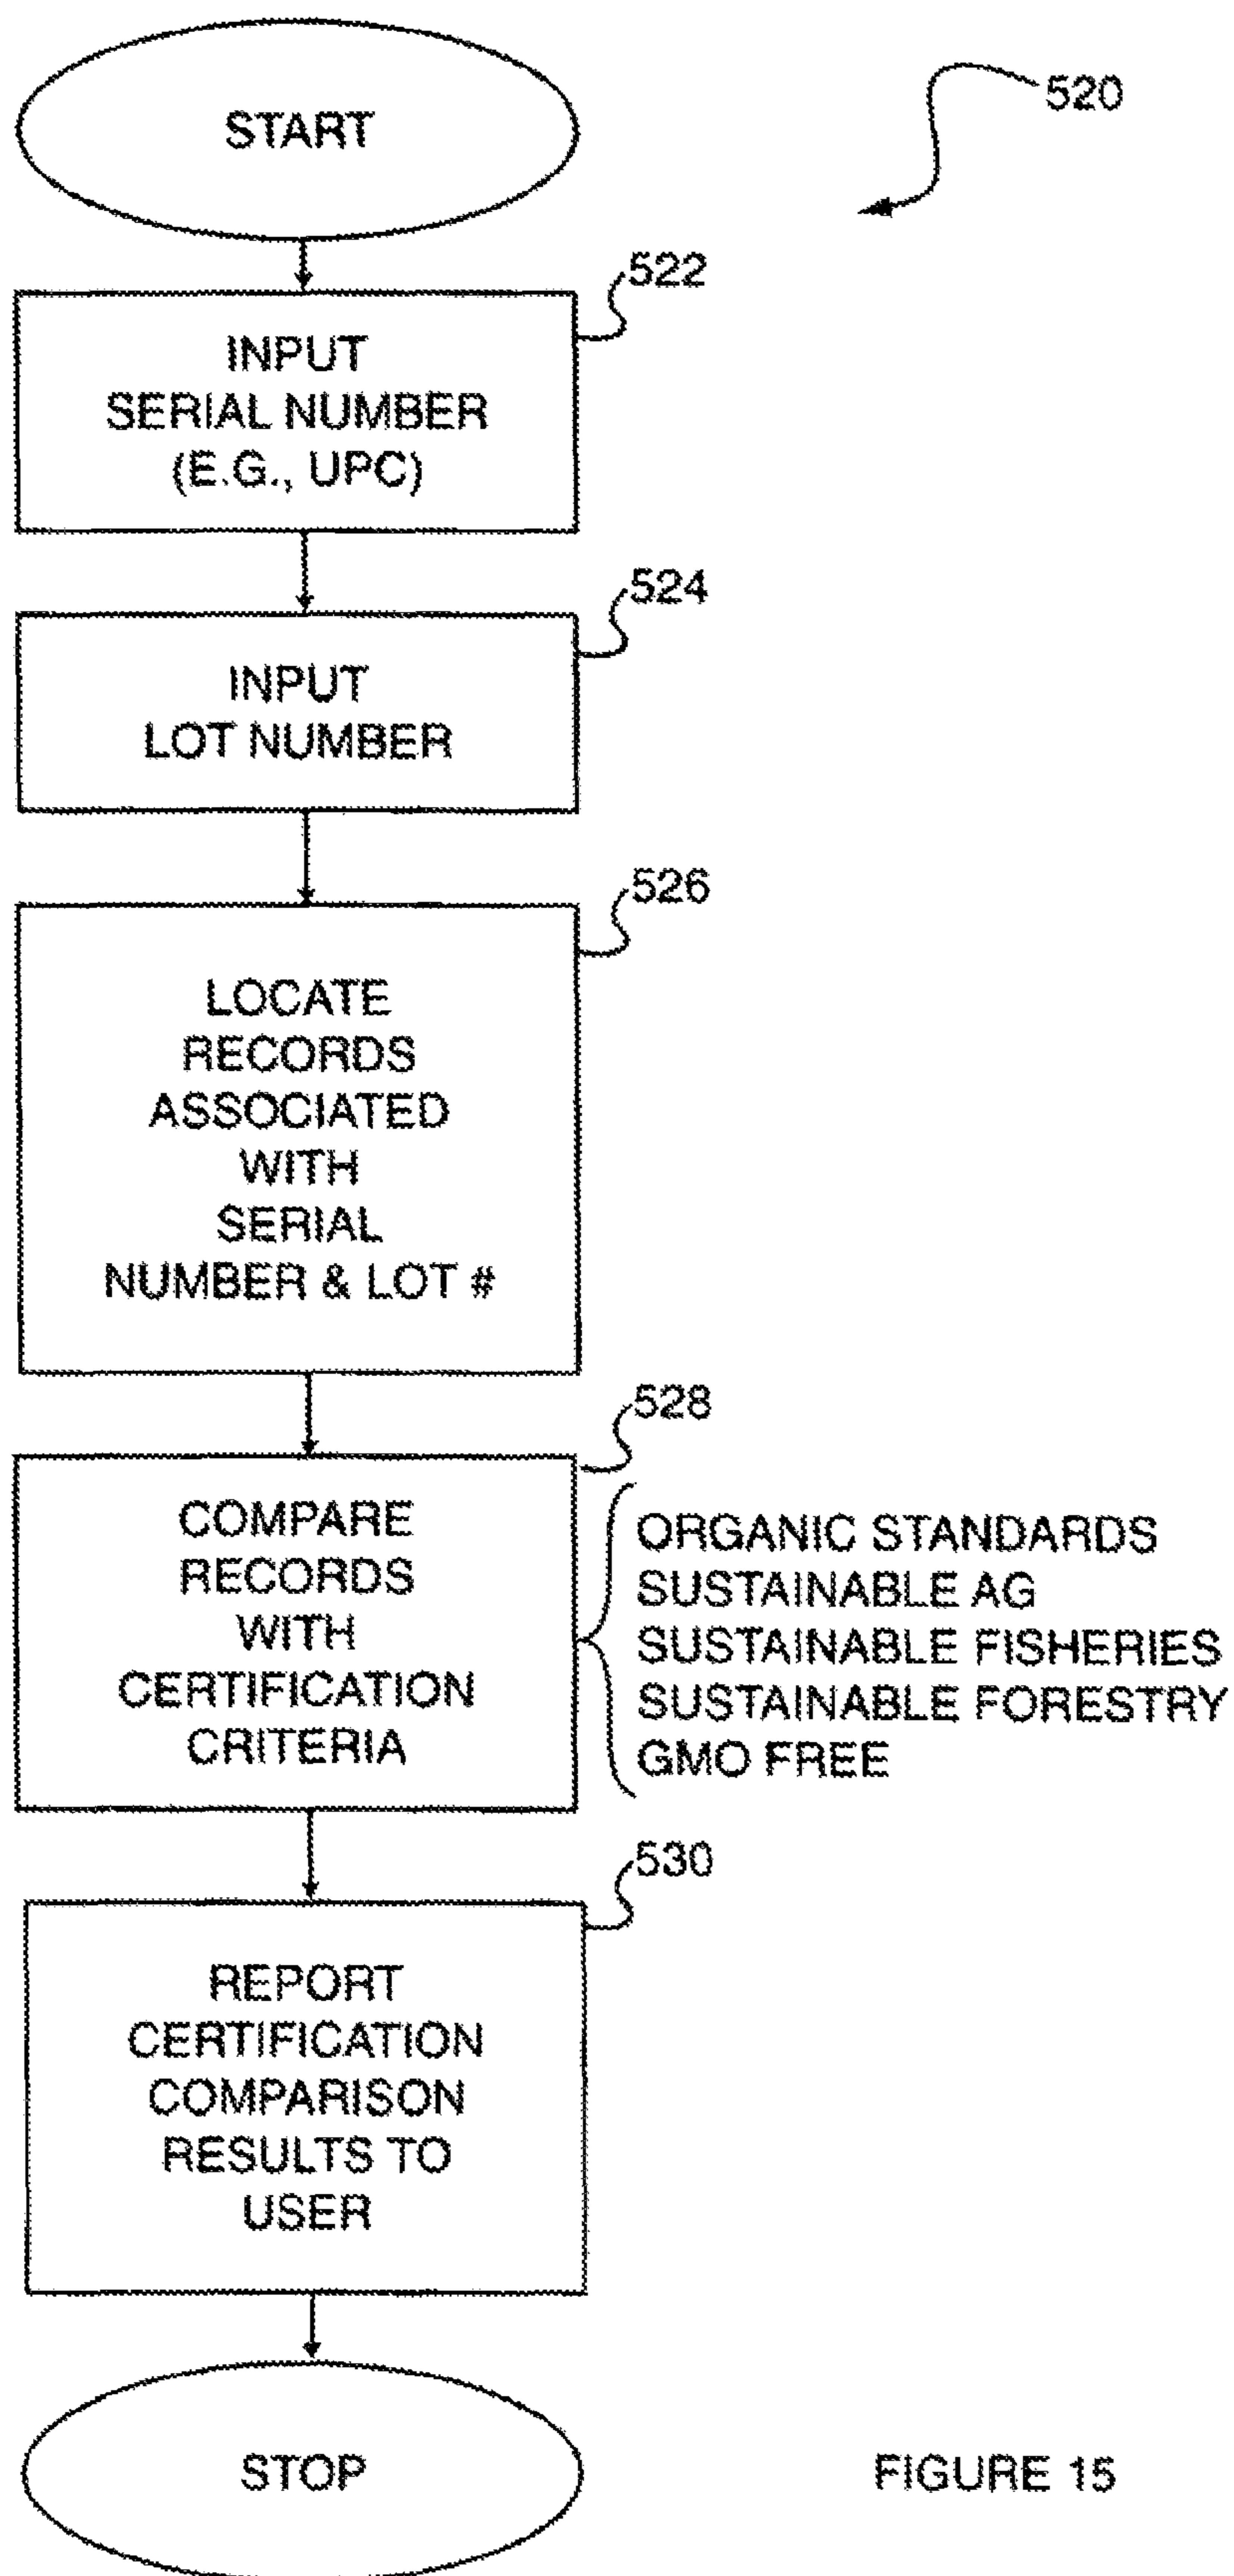 START
520
522
INPUT
SERIAL NUMBER
(E.G., UPC)
524
INPUT
LOT NUMBER
526
LOCATE
RECORDS
ASSOCIATED
WITH
SERIAL
NUMBER & LOT #
528
COMPARE
RECORDS
WITH
CERTIFICATION
CRITERIA
ORGANIC STANDARDS
SUSTAINABLE AG
SUSTAINABLE FISHERIES
SUSTAINABLE FORESTRY
GMO FREE
530
REPORT
CERTIFICATION
COMPARISON
RESULTS TO
USER
STOP
FIGURE 15